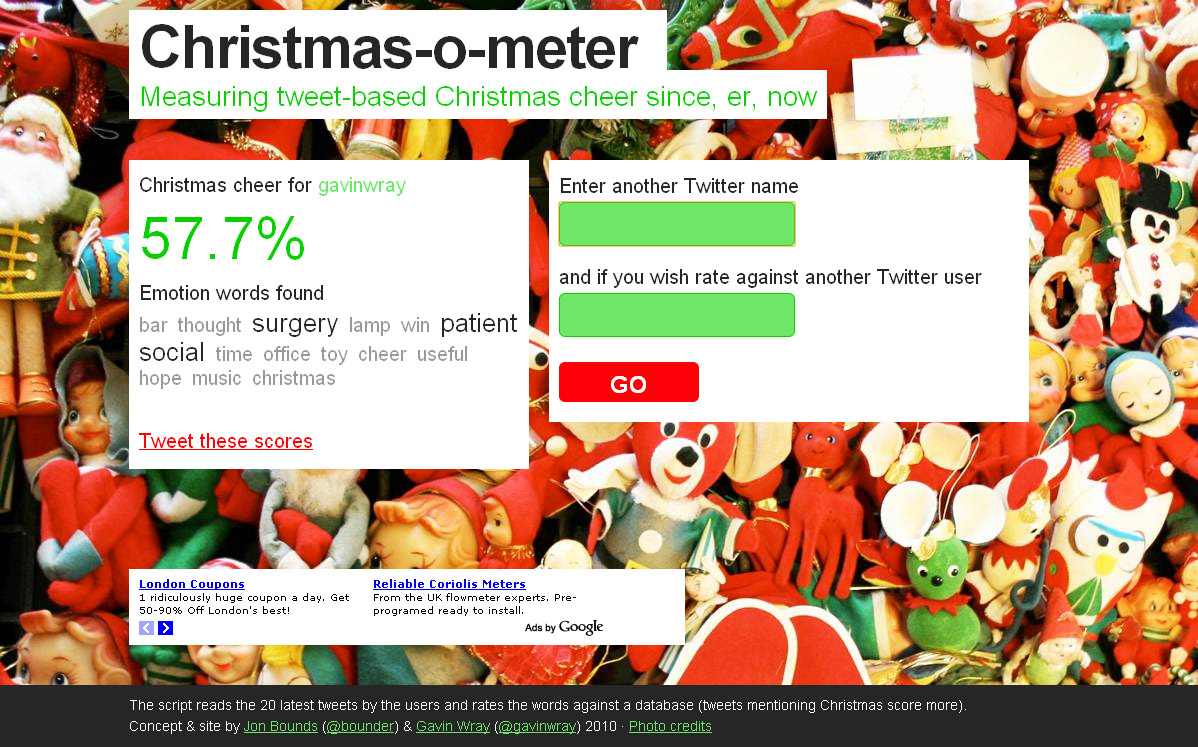 Christmas-o-meter
Measuring tweet-based Christmas cheer since, er, now
Christmas cheer for gavinwray
57.7%
Emotion words found
bar thought surgery lamp win patient
social time office toy cheer useful
hope music christmas
Tweet these scores
Enter another Twitter name
and if you wish rate against another Twitter user
GO
London Coupons
1 ridiculously huge coupon a day. Get
50-90% Off London's best!
Reliable Coriolis Meters
From the UK flowmeter experts. Pre-
programed ready to install.
Ads by Google
The script reads the 20 latest tweets by the users and rates the words against a database (tweets mentioning Christmas score more).
Concept & site by Jon Bounds (@bounder) & Gavin Wray (@gavinwray) 2010 · Photo credits